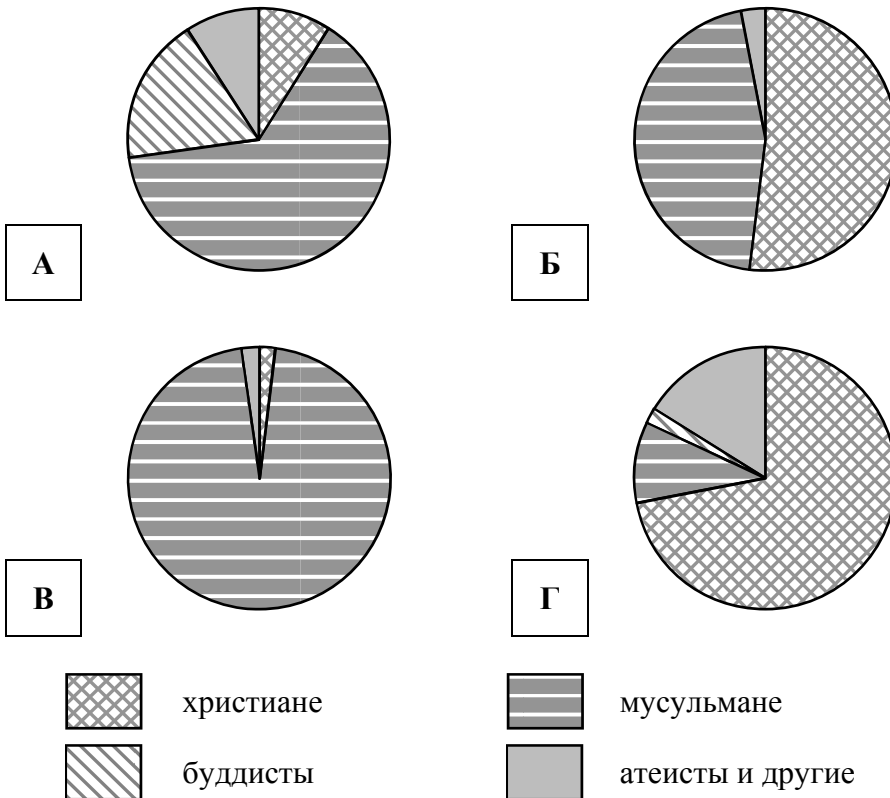 А
Б
В
Г
христиане
мусульмане
буддисты
атеисты и другие